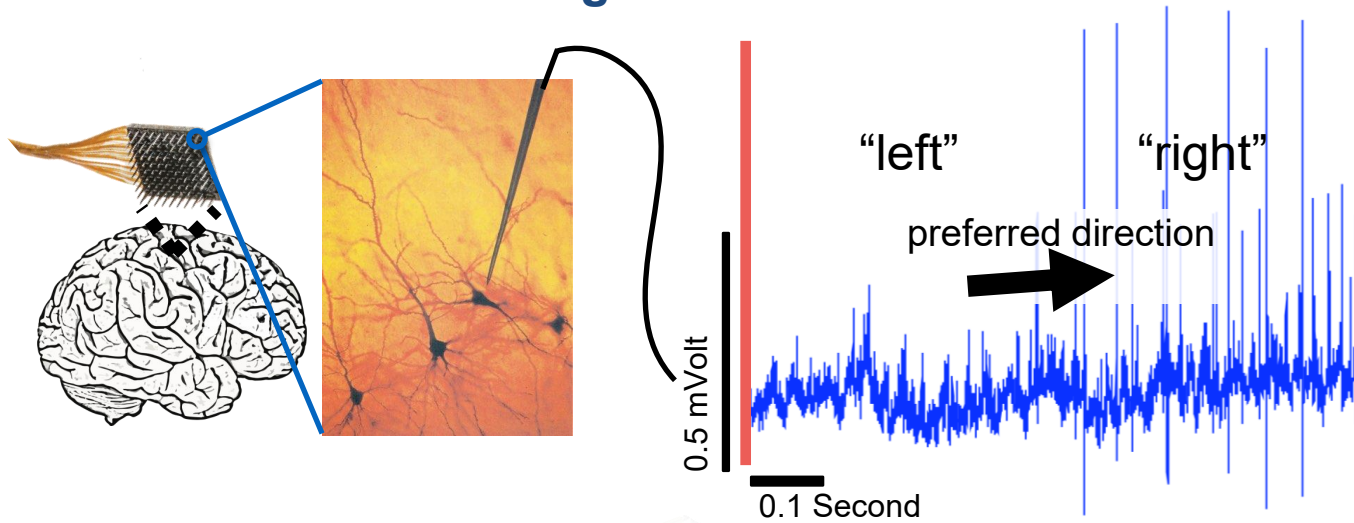 g
“left”
“right”
preferred direction
0.5 mVolt
0.1 Second